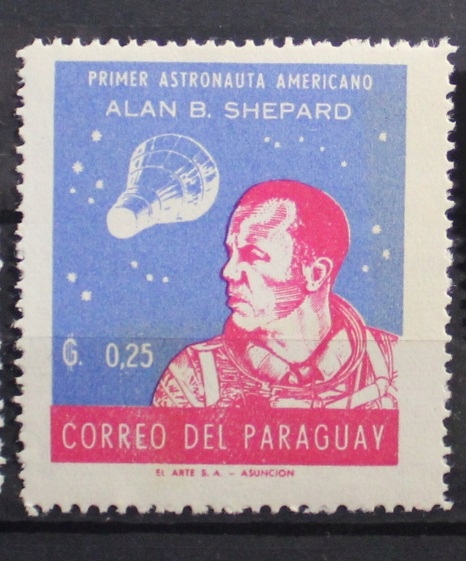 PRIMER ASTRONAUTA AMERICANO
ALAN B. SHEPARD
₲. 0,25
CORREO DEL PARAGUAY
EL ARTE S. A. – ASUNCION